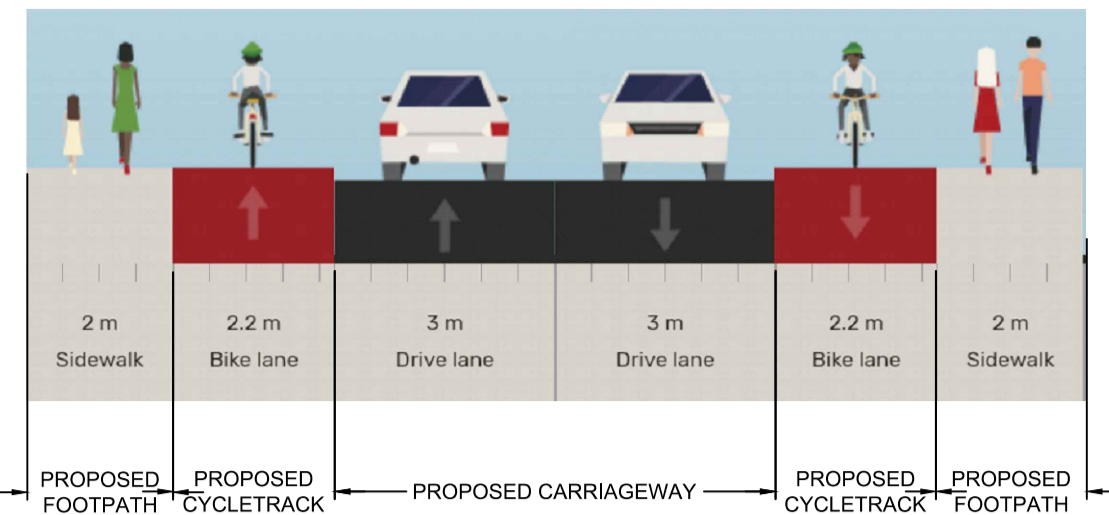 2 m
2.2 m
3 m
3 m
2.2 m
2 m
Sidewalk
Bike lane
Drive lane
Drive lane
Bike lane
Sidewalk
PROPOSED
FOOTPATH
PROPOSED
CYCLETRACK
PROPOSED CARRIAGEWAY
PROPOSED
CYCLETRACK
PROPOSED
FOOTPATH